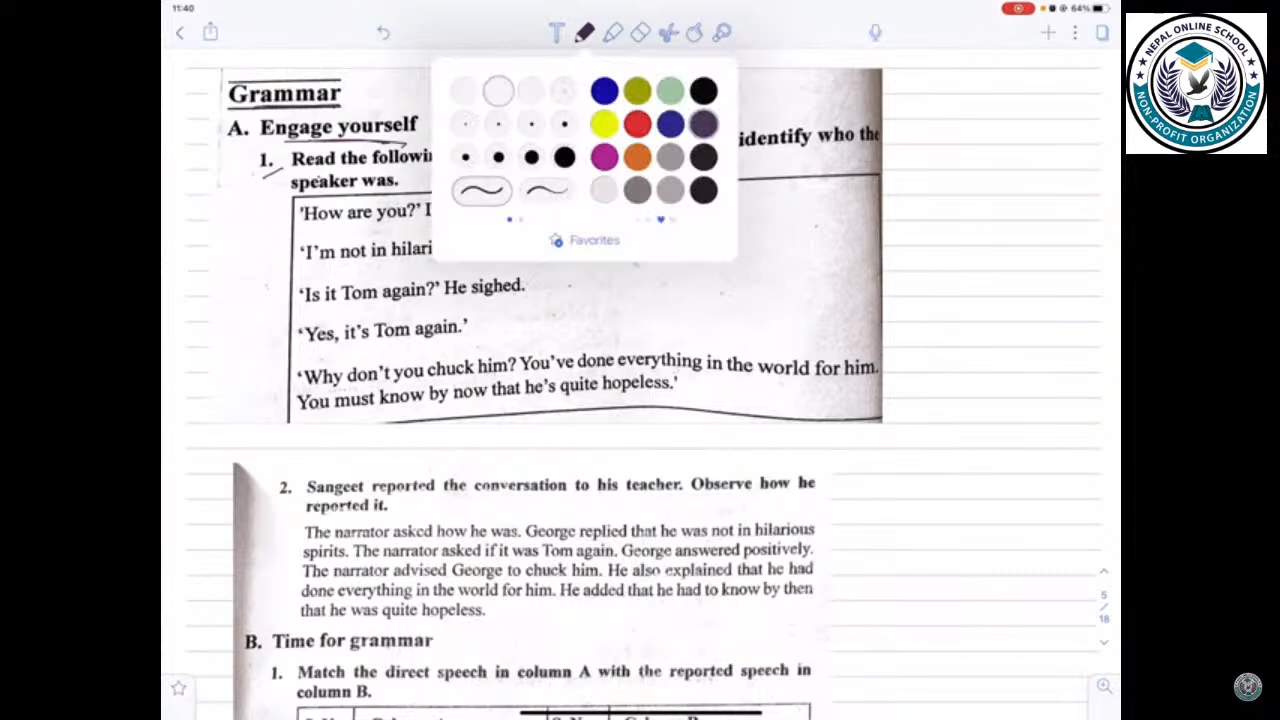 11:40
64%
NEPAL ONLINE SCHOOL
NON-PROFIT ORGANIZATION
Grammar
A. Engage yourself
1. Read the followi identify who the
speaker was.
'How are you?' I
'I'm not in hilari
'Is it Tom again?' He sighed.
'Yes, it's Tom again.'
'Why don't you chuck him? You've done everything in the world for him.
You must know by now that he's quite hopeless.'
Favorites
2. Sangeet reported the conversation to his teacher. Observe how he
reported it.
The narrator asked how he was. George replied that he was not in hilarious
spirits. The narrator asked if it was Tom again. George answered positively.
The narrator advised George to chuck him. He also explained that he had
done everything in the world for him. He added that he had to know by then
that he was quite hopeless.
B. Time for grammar
1. Match the direct speech in column A with the reported speech in
column B.
5
/
18